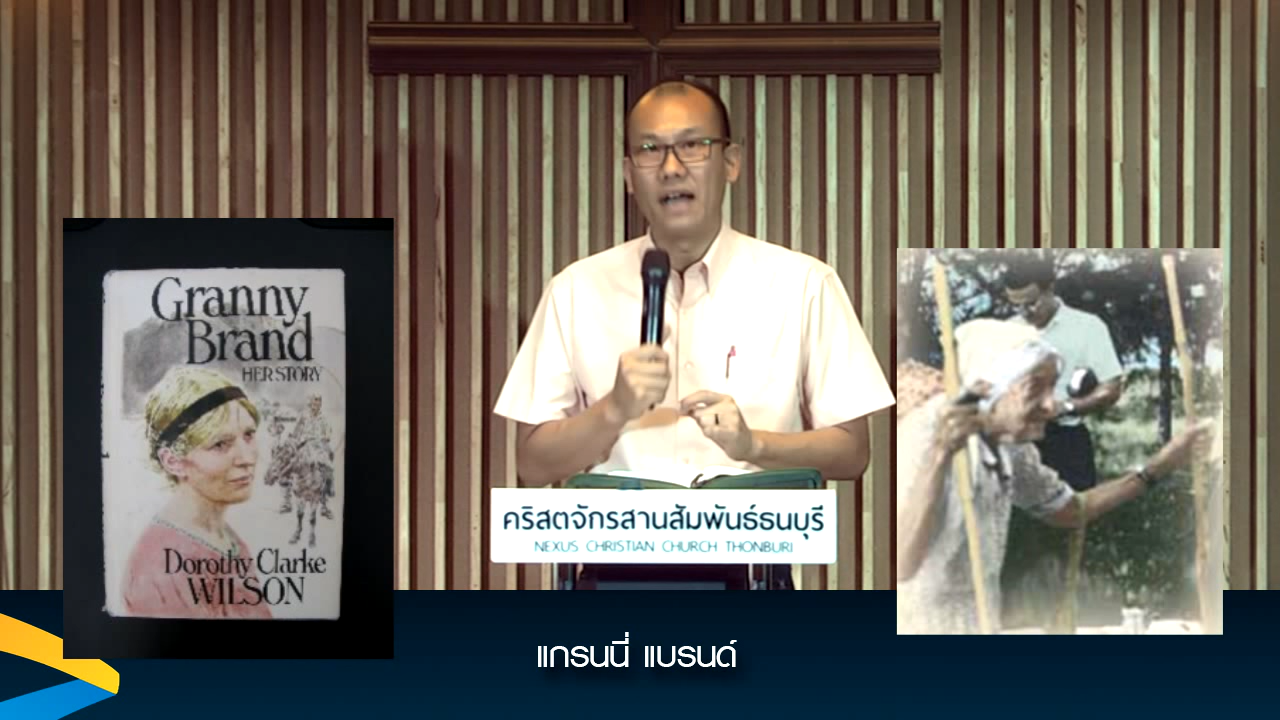 Granny
Brand
HER STORY
Dorothy Clarke
WILSON
คริสตจักรสานสัมพันธ์ธนบุรี
NEXUS CHRISTIAN CHURCH THONBURI
แกรนนี่ แบรนด์